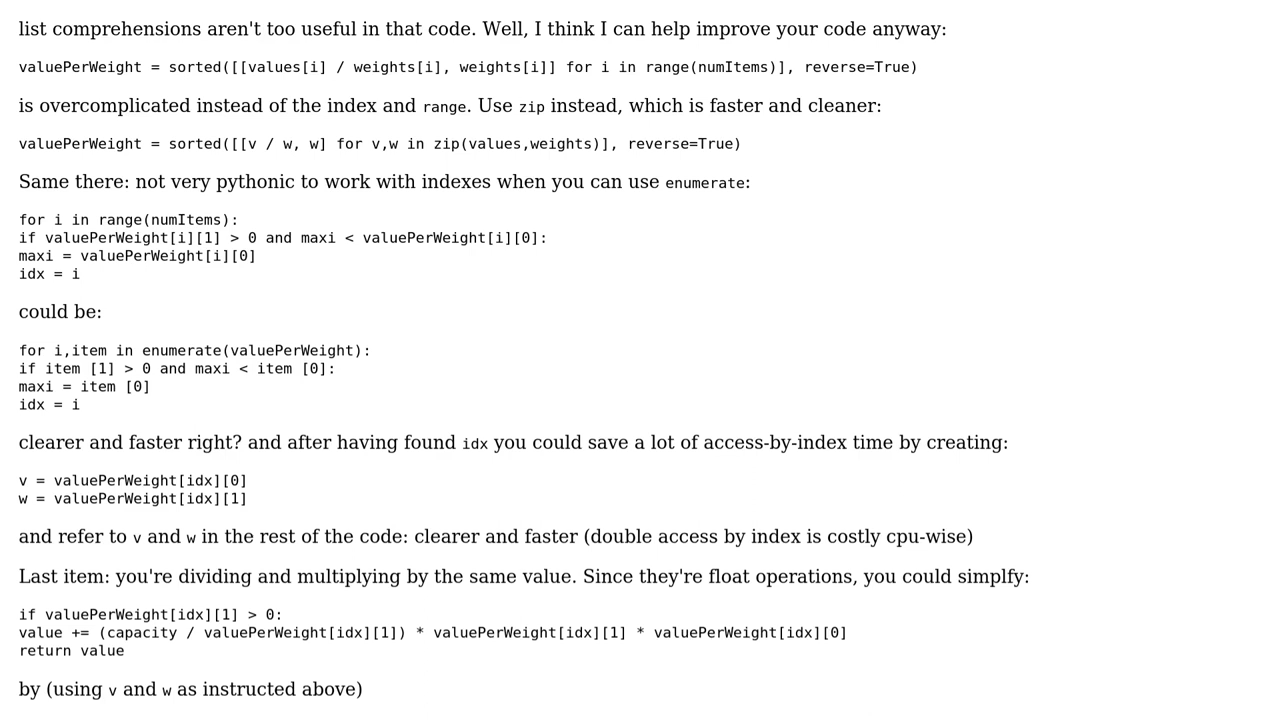 list comprehensions aren't too useful in that code. Well, I think I can help improve your code anyway:
valuePerWeight = sorted([[values[i] / weights[i], weights[i]] for i in range(numItems)], reverse=True)
is overcomplicated instead of the index and range. Use zip instead, which is faster and cleaner:
valuePerWeight = sorted([[v / w, w] for v,w in zip(values,weights)], reverse=True)
Same there: not very pythonic to work with indexes when you can use enumerate:
for i in range(numItems):
if valuePerWeight[i][1] > 0 and maxi < valuePerWeight[i][0]:
maxi = valuePerWeight[i][0]
idx = i
could be:
for i,item in enumerate(valuePerWeight):
if item [1] > 0 and maxi < item [0]:
maxi = item [0]
idx = i
clearer and faster right? and after having found idx you could save a lot of access-by-index time by creating:
v = valuePerWeight[idx][0]
w = valuePerWeight[idx][1]
and refer to v and w in the rest of the code: clearer and faster (double access by index is costly cpu-wise)
Last item: you're dividing and multiplying by the same value. Since they're float operations, you could simplfy:
if valuePerWeight[idx][1] > 0:
value += (capacity / valuePerWeight[idx][1]) * valuePerWeight[idx][1] * valuePerWeight[idx][0]
return value
by (using v and w as instructed above)